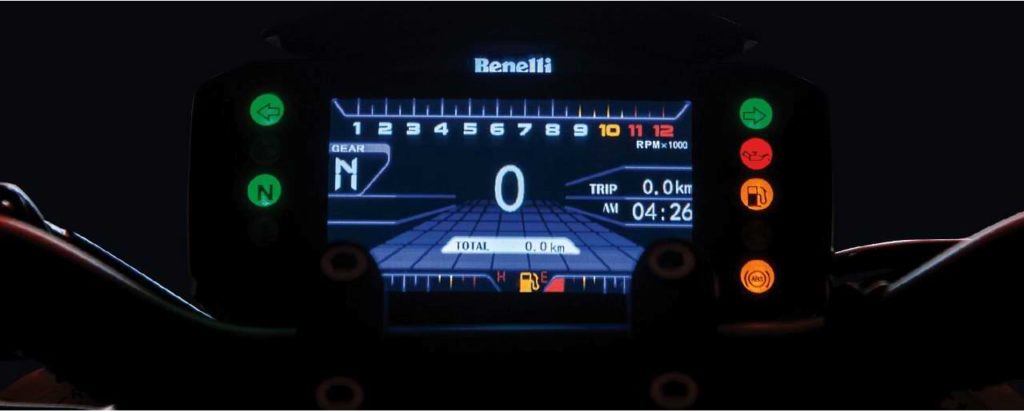 Benelli
1 2 3 4 5 6 7 8 9 10 11 12
RPM×1000
GEAR
N
N
0
TRIP 0.0km
AM 04:26
TOTAL 0.0km
H E
ABS